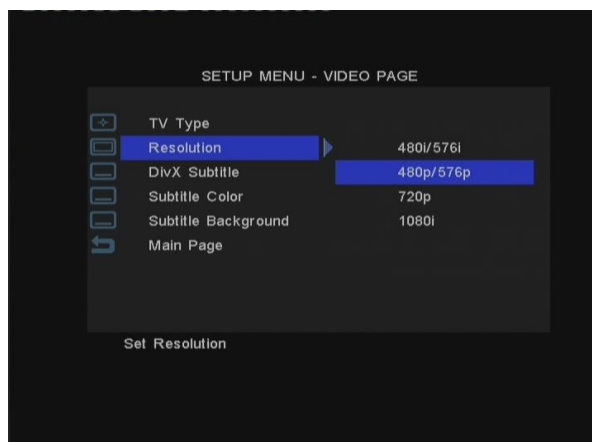 SETUP MENU - VIDEO PAGE
TV Type
Resolution 480i/576i
DivX Subtitle 480p/576p
Subtitle Color 720p
Subtitle Background 1080i
Main Page
Set Resolution